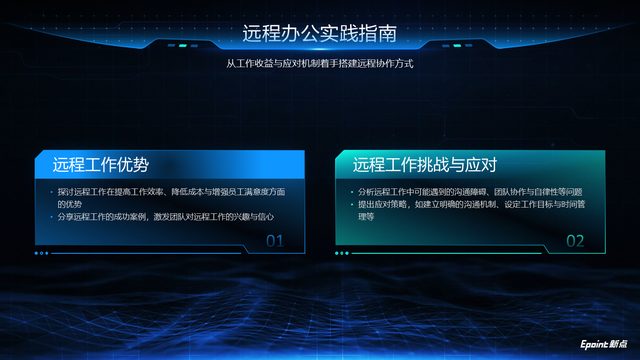 远程办公实践指南
从工作收益与应对机制着手搭建远程协作方式
远程工作优势
• 探讨远程工作在提高工作效率、降低成本与增强员工满意度方面
的优势
• 分享远程工作的成功案例，激发团队对远程工作的兴趣与信心
01
远程工作挑战与应对
• 分析远程工作中可能遇到的沟通障碍、团队协作与自律性等问题
• 提出应对策略，如建立明确的沟通机制、设定工作目标与时间管
理等
02
Epoint 新点